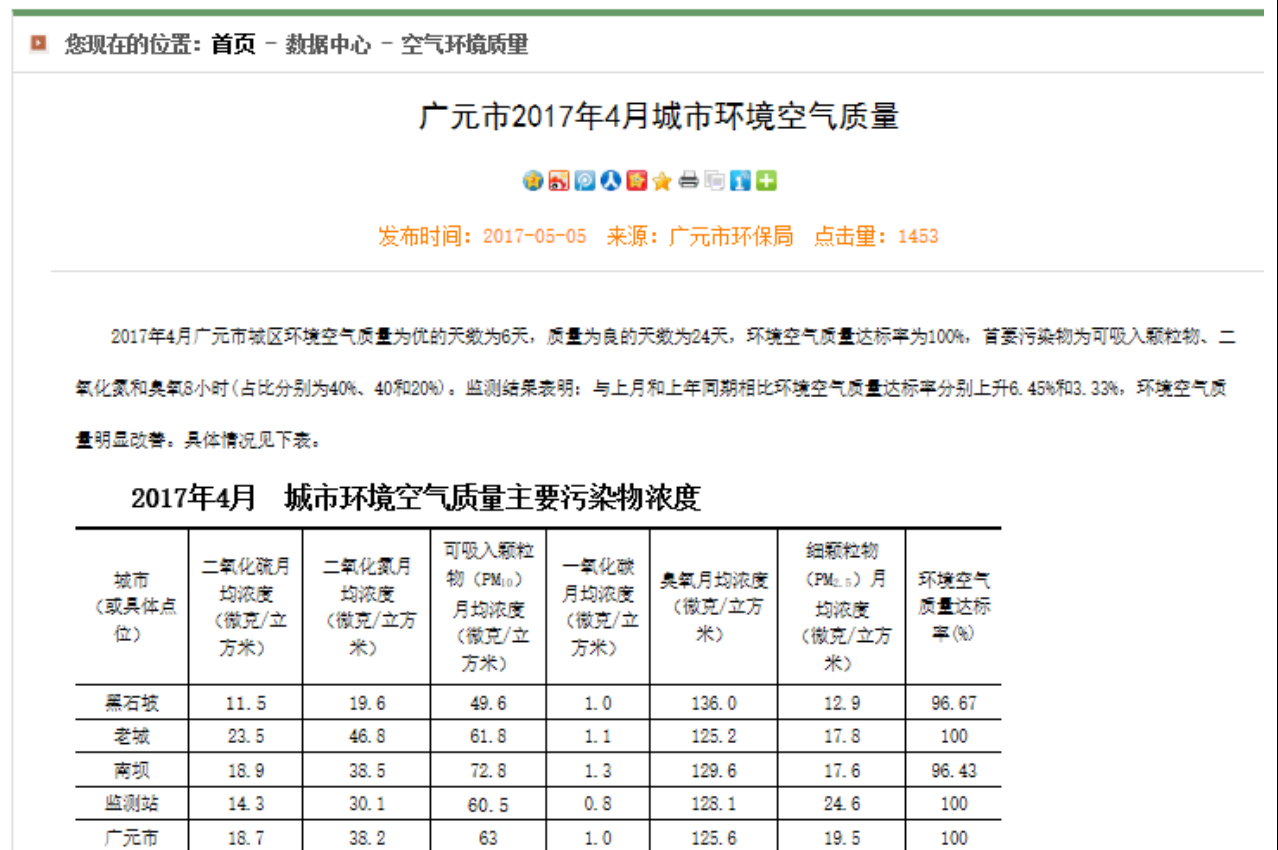 您现在的位置：首页 - 数据中心 - 空气环境质量
广元市2017年4月城市环境空气质量
发布时间：2017-05-05 来源：广元市环保局 点击量：1453
2017年4月广元市城区环境空气质量为优的天数为6天，质量为良的天数为24天，环境空气质量达标率为100%，首要污染物为可吸入颗粒物、二
氧化氮和臭氧8小时(占比分别为40%、40和20%)。监测结果表明：与上月和上年同期相比环境空气质量达标率分别上升6.45%和3.33%，环境空气质
量明显改善。具体情况见下表。
2017年4月 城市环境空气质量主要污染物浓度
城市
（或具体点
位）
二氧化硫月
均浓度
（微克/立
方米）
二氧化氮月
均浓度
（微克/立方
米）
可吸入颗粒
物（PM₁₀）
月均浓度
（微克/立
方米）
一氧化碳
月均浓度
（微克/立
方米）
臭氧月均浓度
（微克/立方
米）
细颗粒物
（PM₂.₅）月
均浓度
（微克/立方
米）
环境空气
质量达标
率(%)
黑石坡 11.5 19.6 49.6 1.0 136.0 12.9 96.67
老城 23.5 46.8 61.8 1.1 125.2 17.8 100
南坝 18.9 38.5 72.8 1.3 129.6 17.6 96.43
监测站 14.3 30.1 60.5 0.8 128.1 24.6 100
广元市 18.7 38.2 63 1.0 125.6 19.5 100